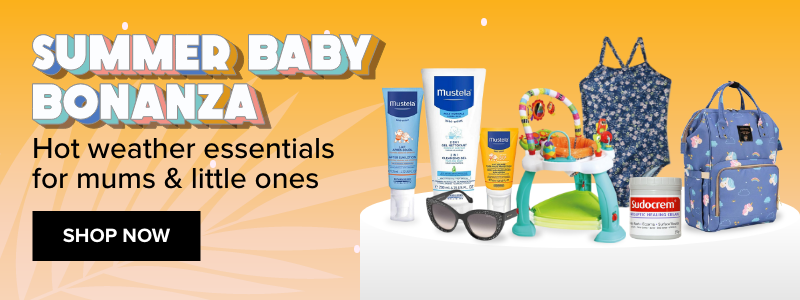 SUMMER BABY
BONANZA
Hot weather essentials
for mums & little ones
SHOP NOW
Mustela
Mustela
Mustela
Sudocrem